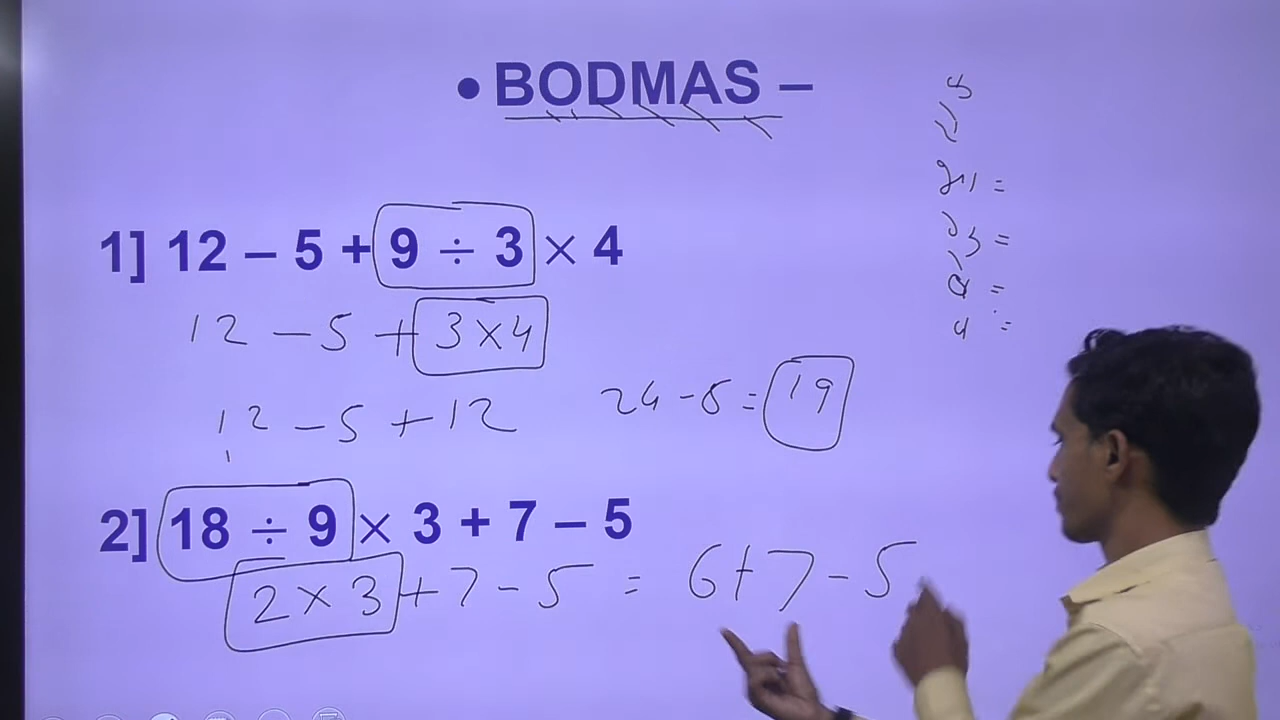 • BODMAS –
1] 12 – 5 + 9 ÷ 3 × 4
12 - 5 + 3 × 4
12 - 5 + 12
24 - 5 = 19
2] 18 ÷ 9 × 3 + 7 – 5
2 × 3 + 7 - 5 = 6 + 7 - 5